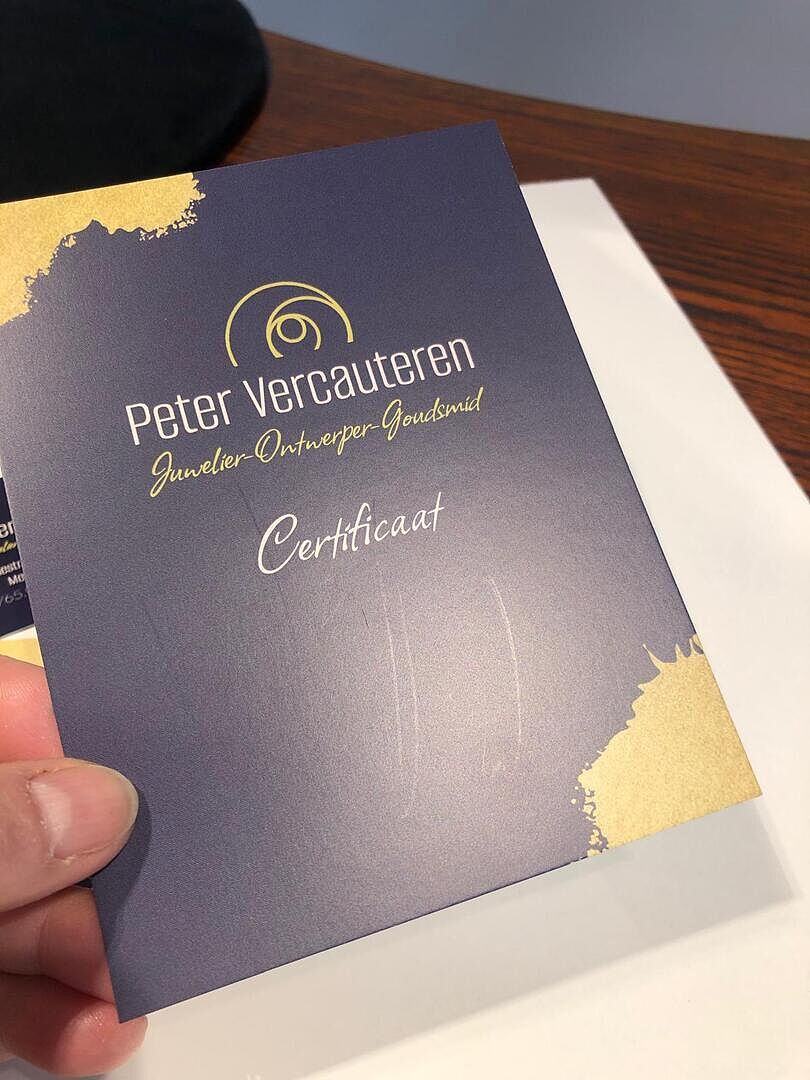 Peter Vercauteren
Juwelier-Ontwerper-Goudsmid
Certificaat